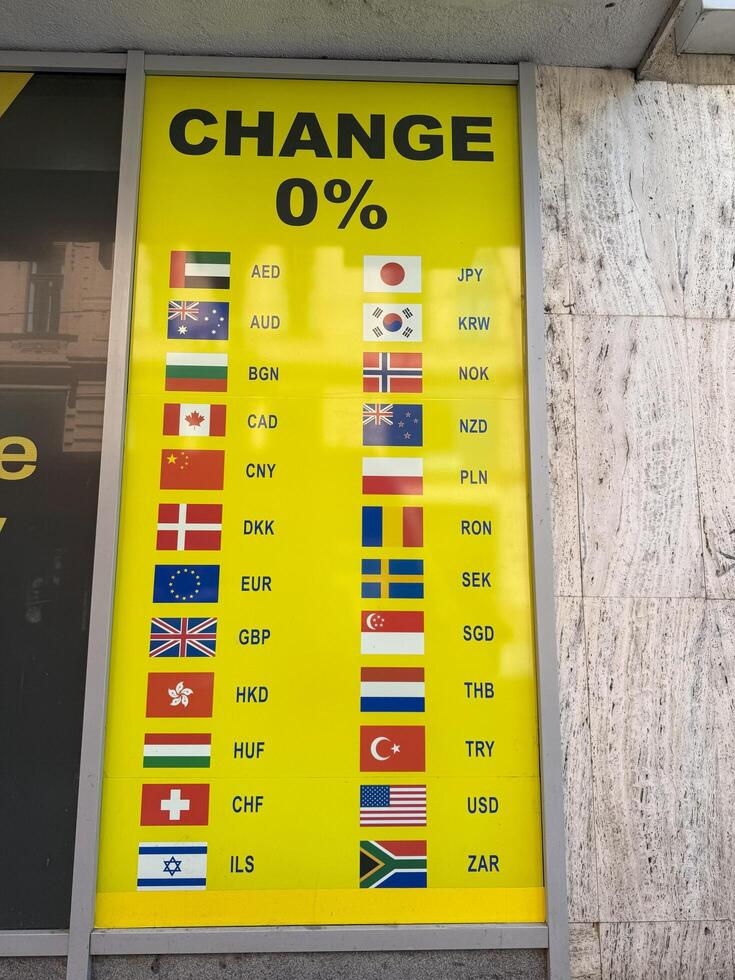 CHANGE
0%
AED
AUD
BGN
CAD
CNY
DKK
EUR
GBP
HKD
HUF
CHF
ILS
JPY
KRW
NOK
NZD
PLN
RON
SEK
SGD
THB
TRY
USD
ZAR
e